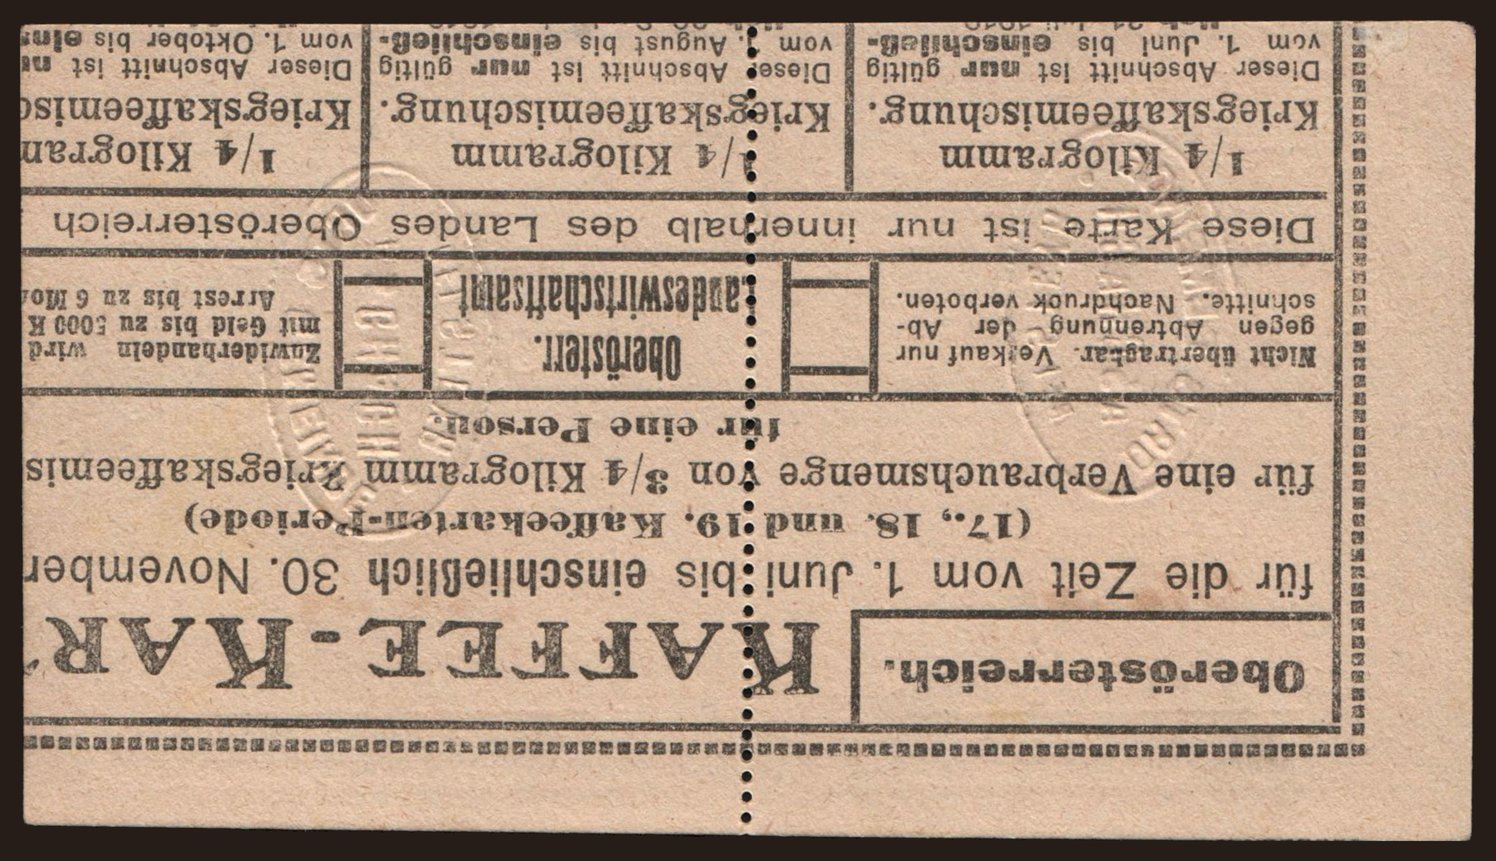 Oberösterreich.
KAFFEE-KAR
für die Zeit vom 1. Juni bis einschließlich 30. November
(17., 18. und 19. Kaffeekarten-Periode)
für eine Verbrauchsmenge von 3/4 Kilogramm Kriegskaffeemis
für eine Person.
Nicht übertragbar. Verkauf nur
gegen Abtrennung der Ab-
schnitte. Nachdruck verboten.
Oberösterr.
Landeswirtschaftsamt
Zuwiderhandeln wird
mit Geld bis zu 5000 K
Arrest bis zu 6 Mo
Diese Karte ist nur innerhalb des Landes Oberösterreich
1/4 Kilogramm
Kriegskaffeemischung.
Dieser Abschnitt ist nur gültig
vom 1. Juni bis einschließ-
1/4 Kilogramm
Kriegskaffeemischung.
Dieser Abschnitt ist nur gültig
vom 1. August bis einschließ-
1/4 Kilogram
Kriegskaffeemisc
Dieser Abschnitt ist nu
vom 1. Oktober bis eins